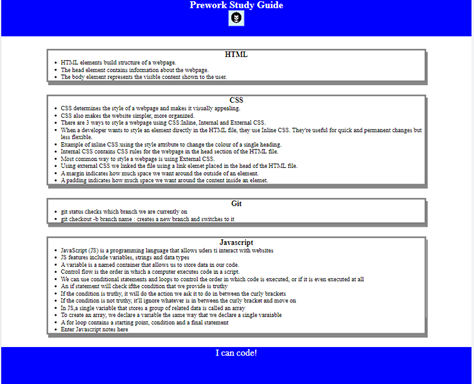 Prework Study Guide
HTML
HTML elements build structure of a webpage.
The head element contains information about the webpage.
The body element represents the visible content shown to the user.
CSS
CSS determines the style of a webpage and makes it visually appealing.
CSS also makes the website simpler, more organized.
There are 3 ways to style a webpage using CSS:Inline, Internal and External CSS.
When a developer wants to style an element directly in the HTML file, they use Inline CSS. They're useful for quick and permanent changes but
less flexible.
Example of inline CSS using the style attribute to change the colour of a single heading.
Internal CSS contains CSS rules for the webpage in the head section of the HTML file.
Most common way to style a webpage is using External CSS.
Using external CSS we linked the file using a link element placed in the head of the HTML file.
A margin indicates how much space we want around the outside of an element.
A padding indicates how much space we want around the content inside an elemet.
Git
git status checks which branch we are currently on
git checkout -b branch name : creates a new branch and switches to it
Javascript
JavaScript (JS) is a programming language that allows uders ti interact with websites
JS features include variables, strings and data types
A variable is a named container that allows us to store data in our code.
Control flow is the order in which a computer executes code in a script.
We can use conditional statements and loops to control the order in which code is executed, or if it is even executed at all
An if statement will check ifthe condition that we provide is truthy
If the condition is truthy, it will do the action we ask it to do in between the curly brackets
If the condition is not truthy, it'll ignore whatever is in between the curly bracket and move on
In JS,a single variable that stores a group of related data is called an array
To create an array, we declare a variable the same way that we declare a single varaiable
A for loop contains a starting point, condition and a final statement
Enter Javascript notes here
I can code!